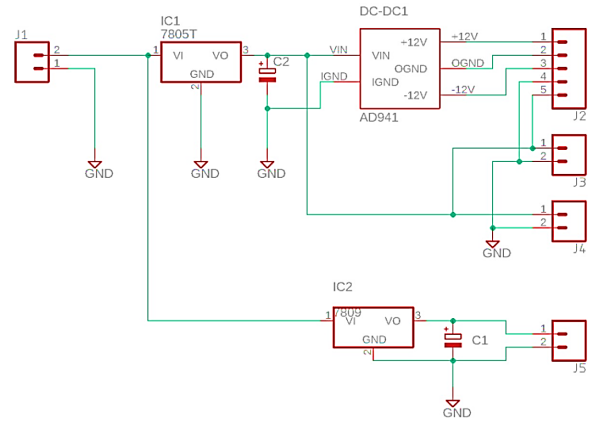 DC-DC1
IC1
7805T
J1
2
1
1
VI
VO
3
GND
2
C2
+
VIN
IGND
VIN
IGND
+12V
OGND
-12V
AD941
+12V
OGND
-12V
1
2
3
4
5
J2
1
2
J3
1
2
J4
GND
GND
GND
GND
IC2
7809
1
VI
VO
3
GND
2
+
C1
1
2
J5
GND